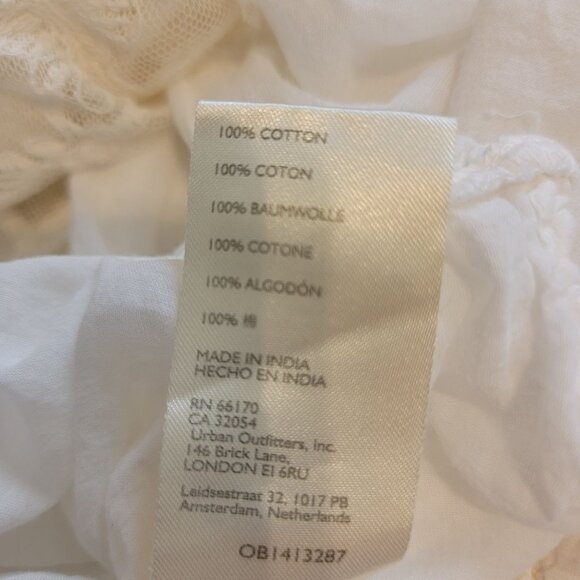 100% COTTON
100% COTON
100% BAUMWOLLE
100% COTONE
100% ALGODÓN
100% 綿
MADE IN INDIA
HECHO EN INDIA
RN 66170
CA 32054
Urban Outfitters, Inc.
146 Brick Lane,
LONDON E1 6RU
Leidsestraat 32, 1017 PB
Amsterdam, Netherlands
OB1413287